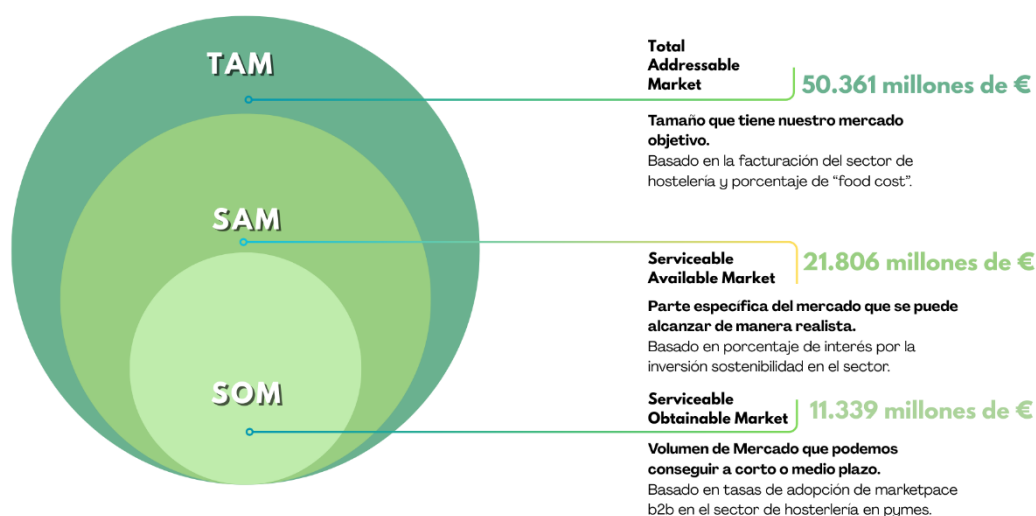 TAM
Total
Addressable
Market
50.361 millones de €
Tamaño que tiene nuestro mercado
objetivo.
Basado en la facturación del sector de
hostelería y porcentaje de “food cost”.
SAM
Serviceable
Available Market
21.806 millones de €
Parte específica del mercado que se puede
alcanzar de manera realista.
Basado en porcentaje de interés por la
inversión sostenibilidad en el sector.
SOM
Serviceable
Obtainable Market
11.339 millones de €
Volumen de Mercado que podemos
conseguir a corto o medio plazo.
Basado en tasas de adopción de marketpace
b2b en el sector de hosterlería en pymes.